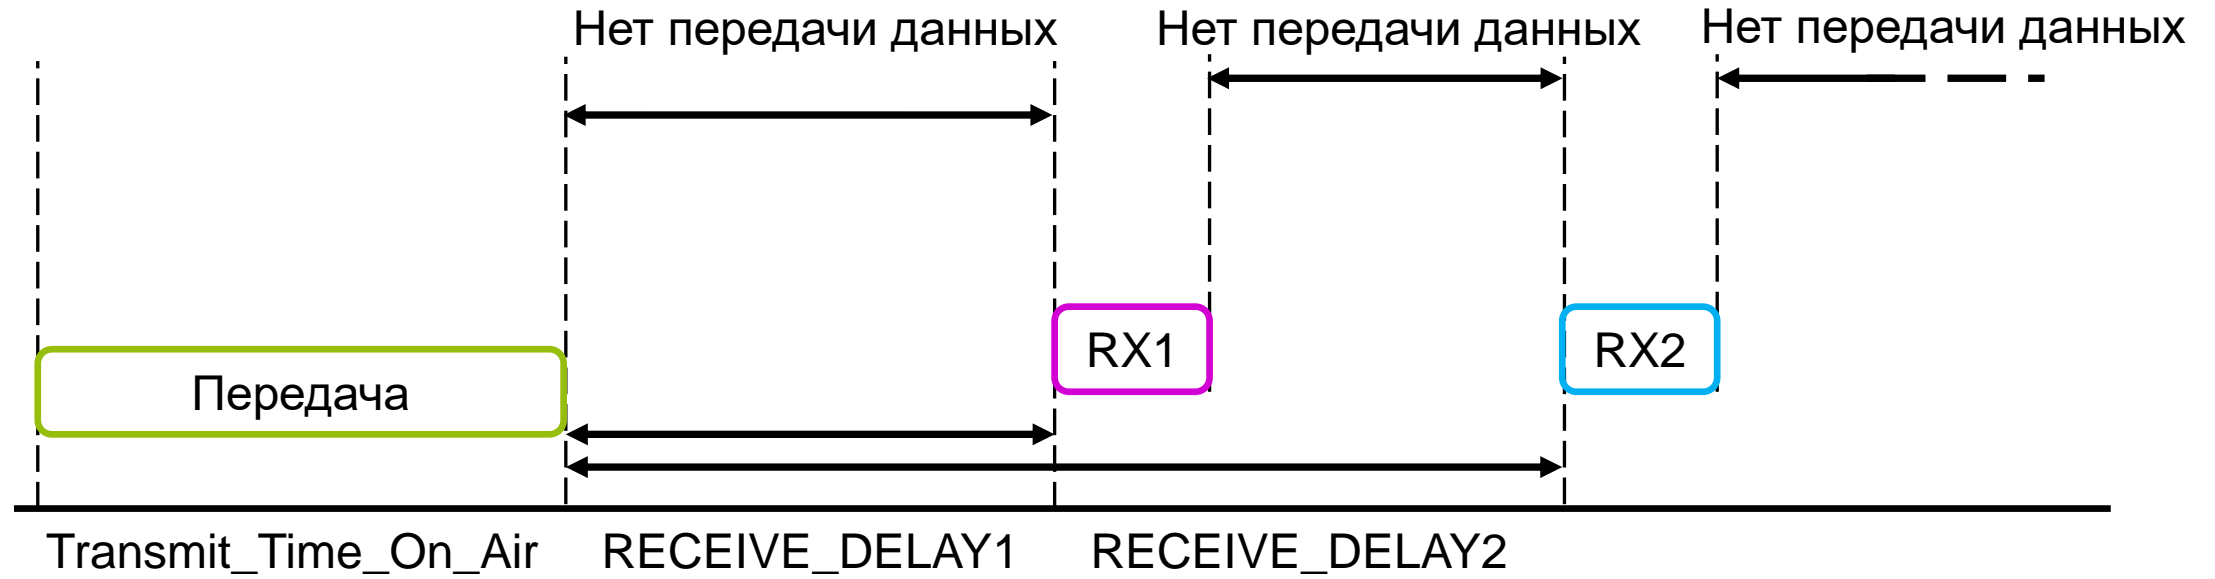 Нет передачи данных
Нет передачи данных
Нет передачи данных
RX1
RX2
Передача
Transmit_Time_On_Air
RECEIVE_DELAY1
RECEIVE_DELAY2